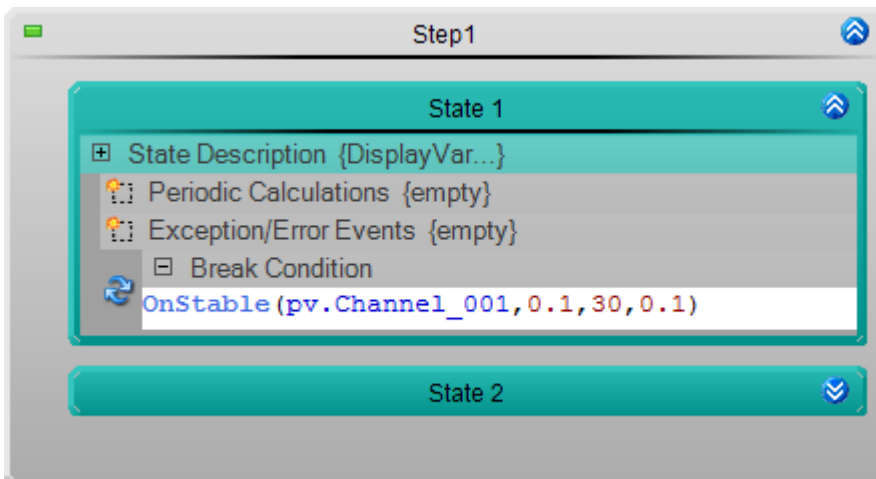 Step1
State 1
State Description {DisplayVar...}
Periodic Calculations {empty}
Exception/Error Events {empty}
Break Condition
OnStable(pv.Channel_001,0.1,30,0.1)
State 2